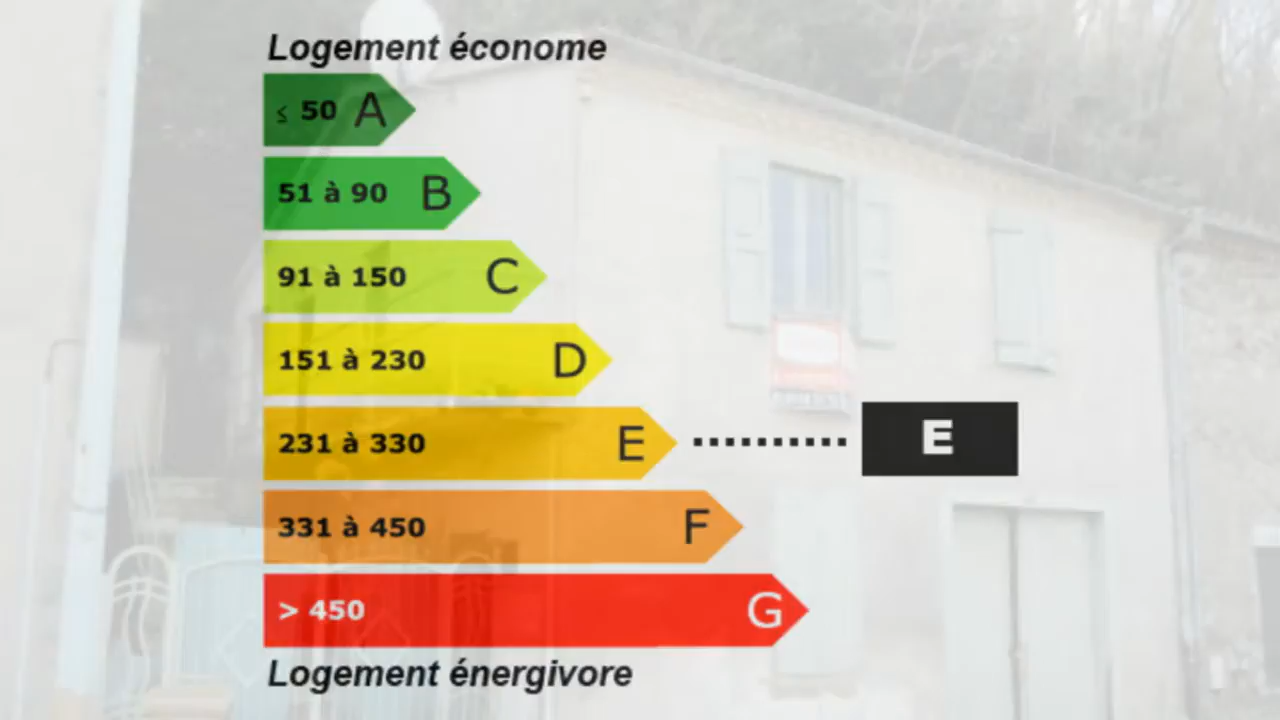 Logement économe
≤ 50 A
51 à 90 B
91 à 150 C
151 à 230 D
231 à 330 E
E
331 à 450 F
> 450 G
Logement énergivore